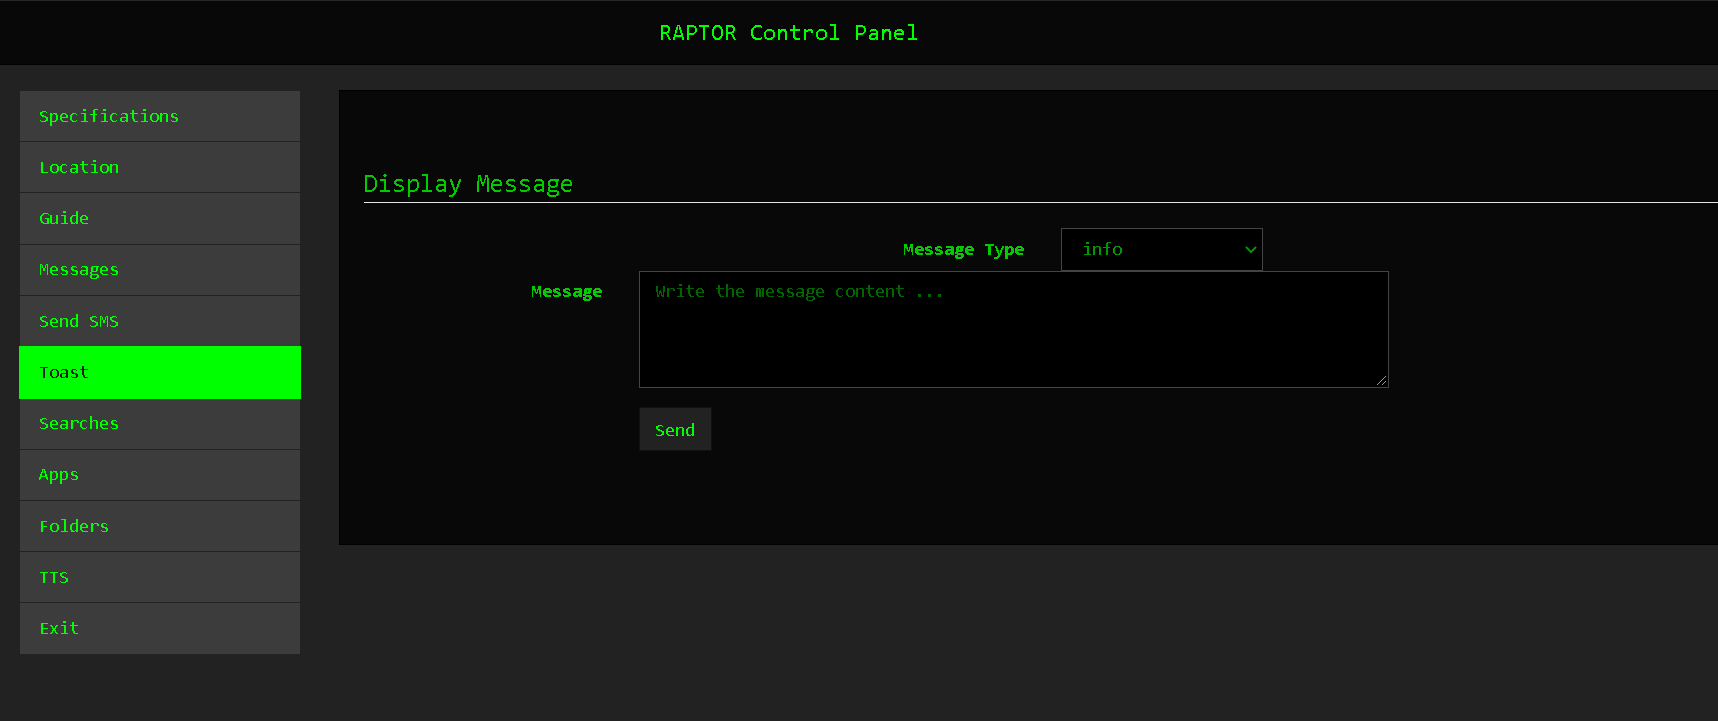 RAPTOR Control Panel
Specifications
Location
Guide
Messages
Send SMS
Toast
Searches
Apps
Folders
TTS
Exit
Display Message
Message Type info
Message Write the message content ...
Send